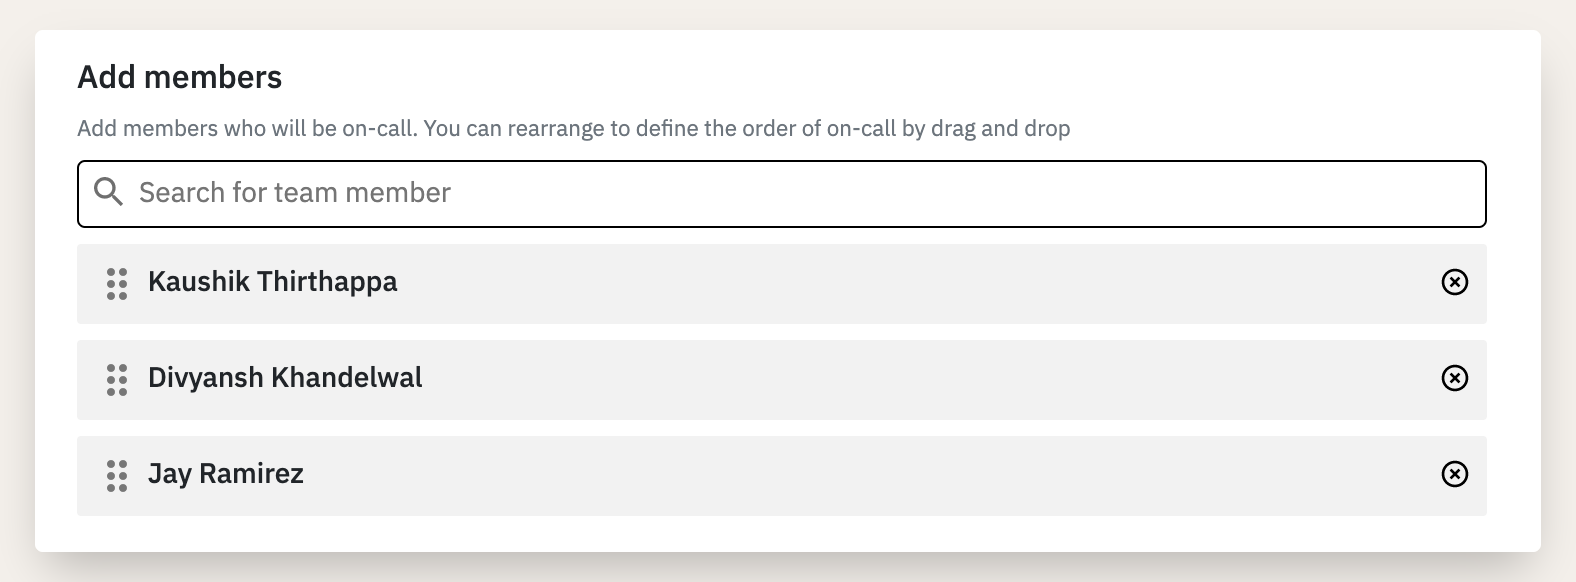 Add members
Add members who will be on-call. You can rearrange to define the order of on-call by drag and drop
Search for team member
Kaushik Thirthappa
Divyansh Khandelwal
Jay Ramirez